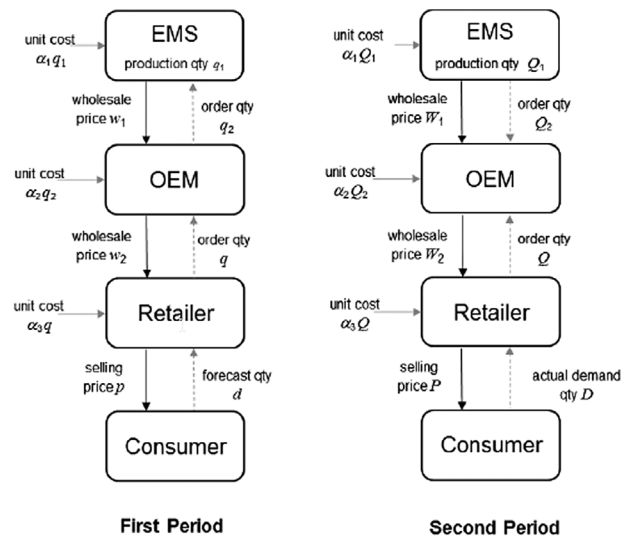 EMS
production qty q₁
unit cost
α₁q₁
wholesale
price w₁
order qty
q₂
OEM
unit cost
α₂q₂
wholesale
price w₂
order qty
q
Retailer
unit cost
α₃q
selling
price p
forecast qty
d
Consumer
First Period
EMS
production qty Q₁
unit cost
α₁Q₁
wholesale
price W₁
order qty
Q₂
OEM
unit cost
α₂Q₂
wholesale
price W₂
order qty
Q
Retailer
unit cost
α₃Q
selling
price P
actual demand
qty D
Consumer
Second Period